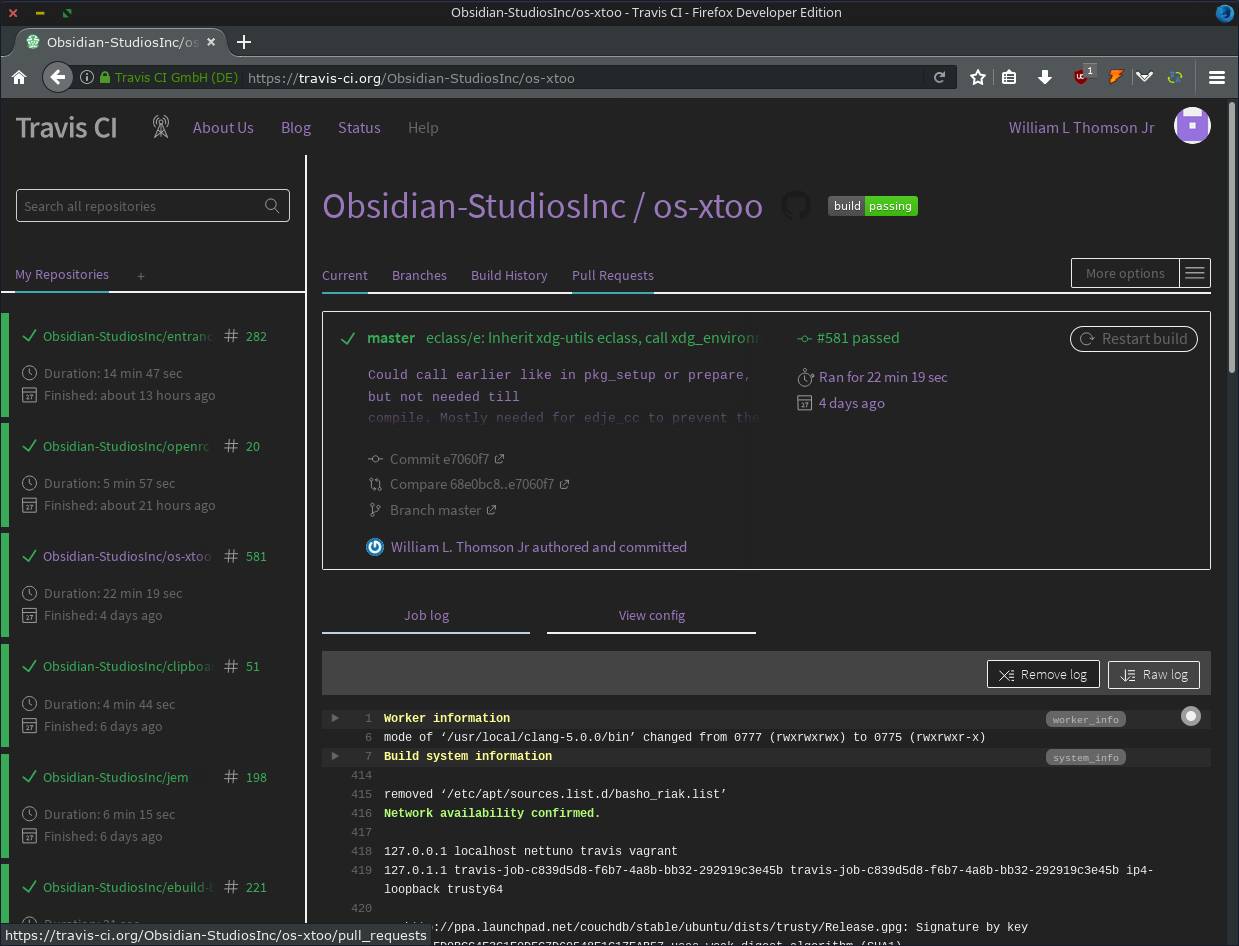 Obsidian-StudiosInc/os-xtoo - Travis CI - Firefox Developer Edition
Obsidian-StudiosInc/os
Travis CI GmbH (DE) https://travis-ci.org/Obsidian-StudiosInc/os-xtoo
1
Travis CI
About Us
Blog
Status
Help
William L Thomson Jr
Search all repositories
My Repositories +
Obsidian-StudiosInc/entranc # 282
Duration: 14 min 47 sec
Finished: about 13 hours ago
Obsidian-StudiosInc/openrc # 20
Duration: 5 min 57 sec
Finished: about 21 hours ago
Obsidian-StudiosInc/os-xtoo # 581
Duration: 22 min 19 sec
Finished: 4 days ago
Obsidian-StudiosInc/clipboa # 51
Duration: 4 min 44 sec
Finished: 6 days ago
Obsidian-StudiosInc/jem # 198
Duration: 6 min 15 sec
Finished: 6 days ago
Obsidian-StudiosInc/ebuild- # 221
Obsidian-StudiosInc / os-xtoo
build passing
Current
Branches
Build History
Pull Requests
More options
master eclass/e: Inherit xdg-utils eclass, call xdg_environ
Could call earlier like in pkg_setup or prepare,
but not needed till
compile. Mostly needed for edje_cc to prevent the
Commit e7060f7
Compare 68e0bc8..e7060f7
Branch master
William L. Thomson Jr authored and committed
#581 passed
Ran for 22 min 19 sec
4 days ago
Restart build
Job log
View config
Remove log
Raw log
1 Worker information worker_info
6 mode of ‘/usr/local/clang-5.0.0/bin’ changed from 0777 (rwxrwxrwx) to 0775 (rwxrwxr-x)
7 Build system information system_info
414
415 removed ‘/etc/apt/sources.list.d/basho_riak.list’
416 Network availability confirmed.
417
418 127.0.0.1 localhost nettuno travis vagrant
419 127.0.1.1 travis-job-c839d5d8-f6b7-4a8b-bb32-292919c3e45b travis-job-c839d5d8-f6b7-4a8b-bb32-292919c3e45b ip4-
loopback trusty64
420
://ppa.launchpad.net/couchdb/stable/ubuntu/dists/trusty/Release.gpg: Signature by key
https://travis-ci.org/Obsidian-StudiosInc/os-xtoo/pull_requests